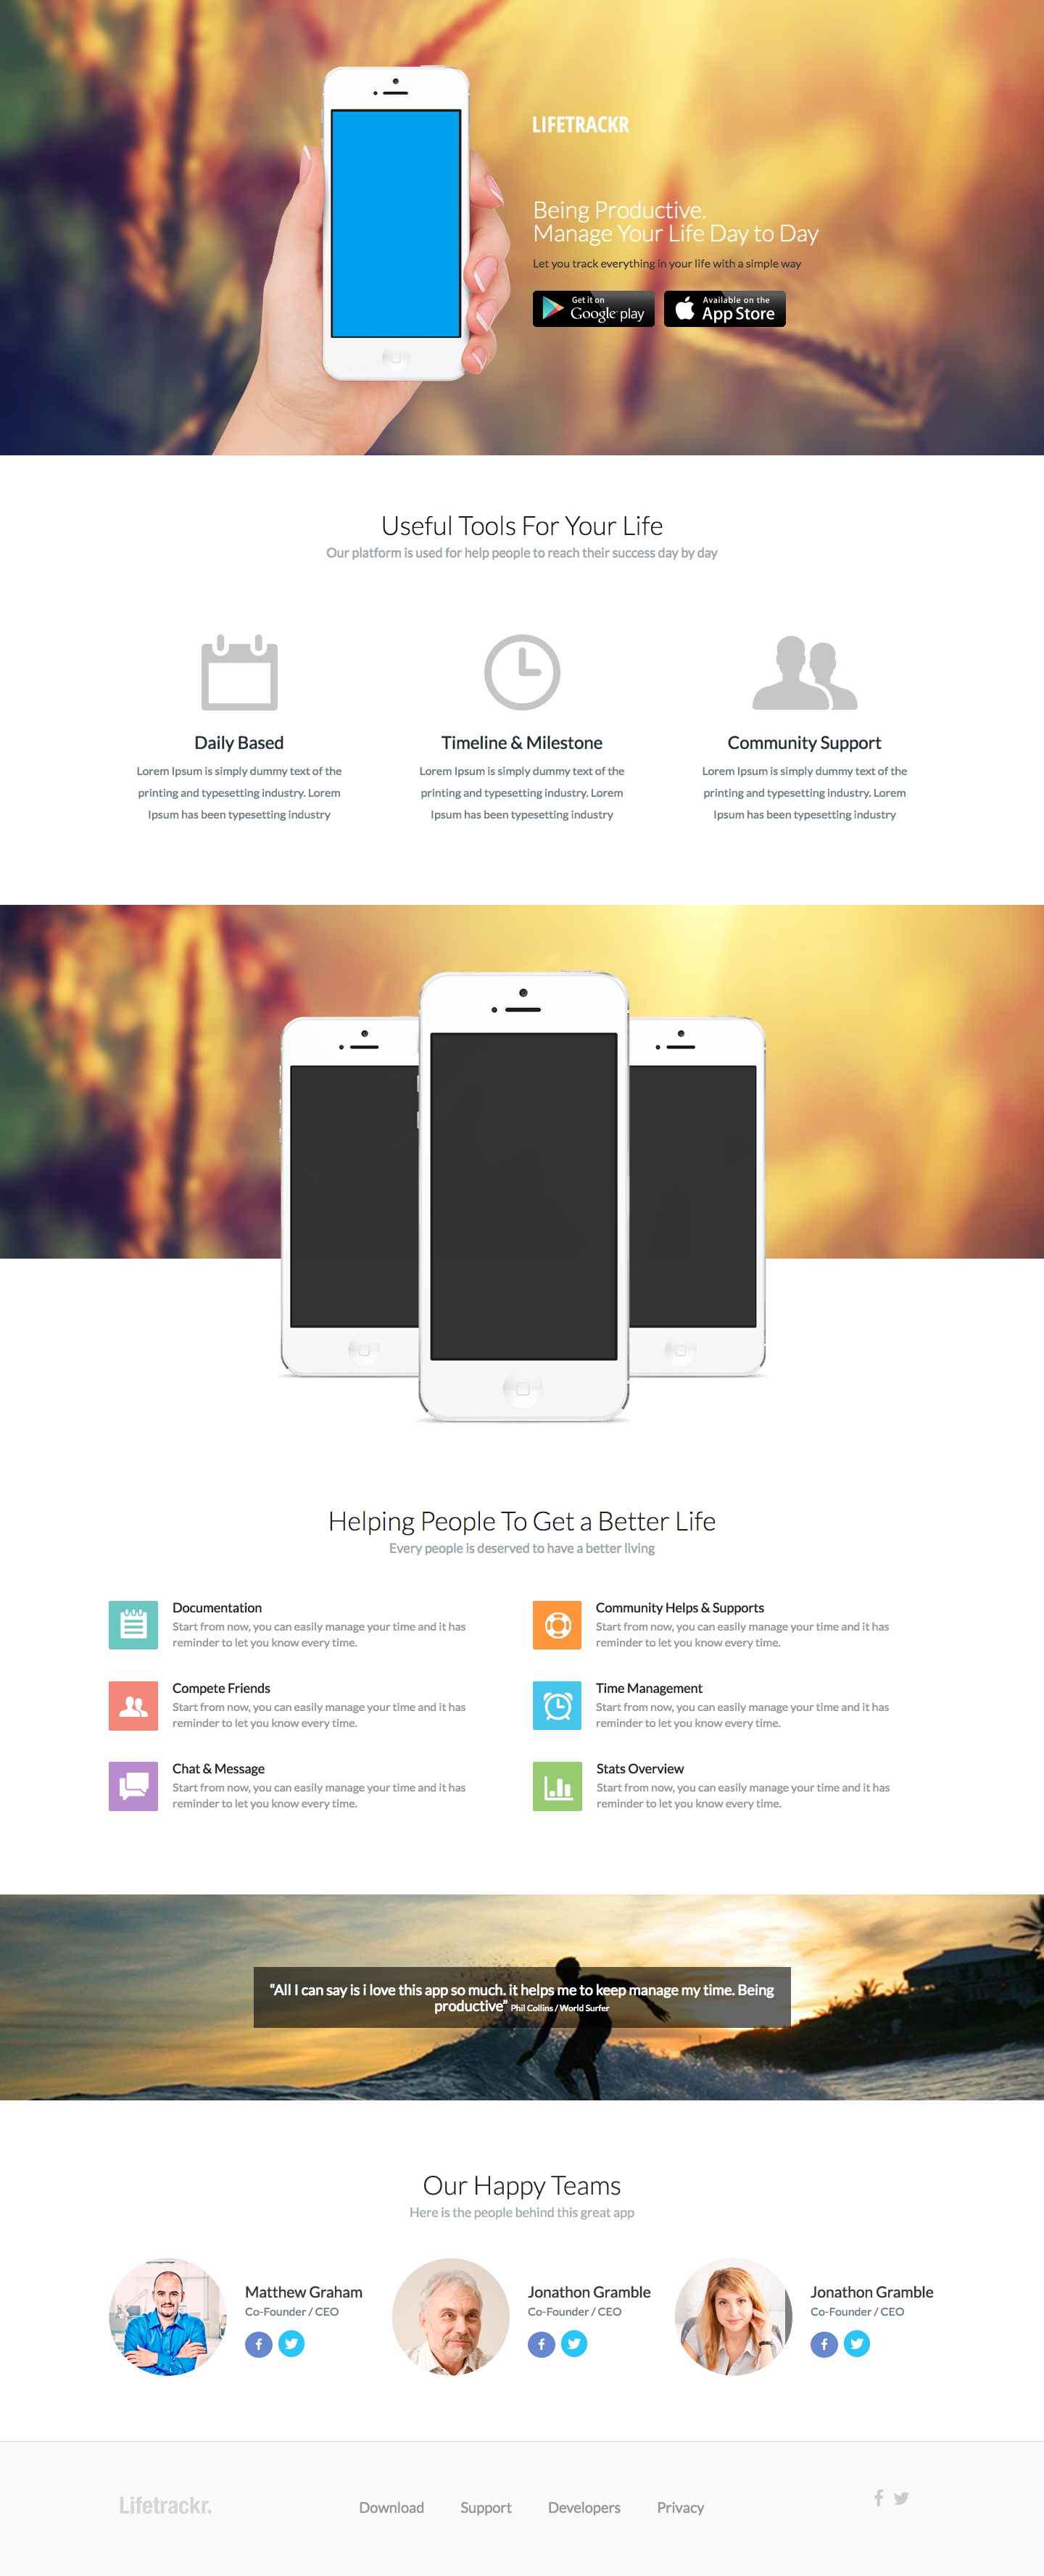 LIFETRACKR
Being Productive.
Manage Your Life Day to Day
Let you track everything in your life with a simple way
Get it on
Google play
Available on the
App Store
Useful Tools For Your Life
Our platform is used for help people to reach their success day by day
Daily Based
Lorem Ipsum is simply dummy text of the
printing and typesetting industry. Lorem
Ipsum has been typesetting industry
Timeline & Milestone
Lorem Ipsum is simply dummy text of the
printing and typesetting industry. Lorem
Ipsum has been typesetting industry
Community Support
Lorem Ipsum is simply dummy text of the
printing and typesetting industry. Lorem
Ipsum has been typesetting industry
Helping People To Get a Better Life
Every people is deserved to have a better living
Documentation
Start from now, you can easily manage your time and it has
reminder to let you know every time.
Community Helps & Supports
Start from now, you can easily manage your time and it has
reminder to let you know every time.
Compete Friends
Start from now, you can easily manage your time and it has
reminder to let you know every time.
Time Management
Start from now, you can easily manage your time and it has
reminder to let you know every time.
Chat & Message
Start from now, you can easily manage your time and it has
reminder to let you know every time.
Stats Overview
Start from now, you can easily manage your time and it has
reminder to let you know every time.
“All I can say is i love this app so much. it helps me to keep manage my time. Being
productive” Phil Collins / World Surfer
Our Happy Teams
Here is the people behind this great app
Matthew Graham
Co-Founder / CEO
Jonathon Gramble
Co-Founder / CEO
Jonathon Gramble
Co-Founder / CEO
Lifetrackr.
Download
Support
Developers
Privacy